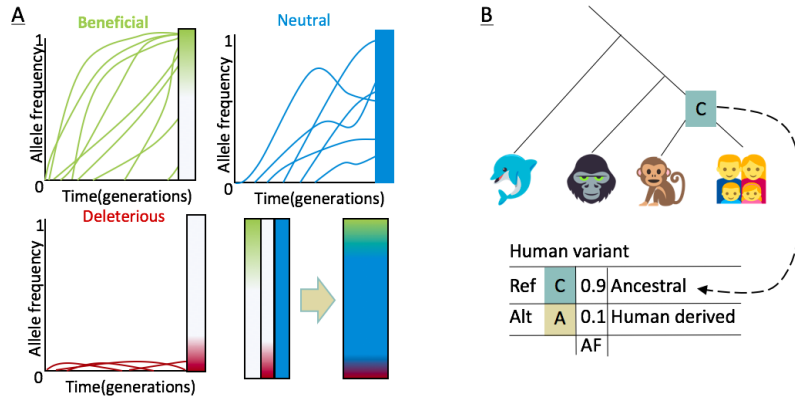 A
Beneficial
1
Allele frequency
0
Time(generations)
Neutral
1
Allele frequency
0
Time(generations)
Deleterious
1
Allele frequency
0
Time(generations)
B
C
Human variant
Ref C 0.9 Ancestral
Alt A 0.1 Human derived
AF